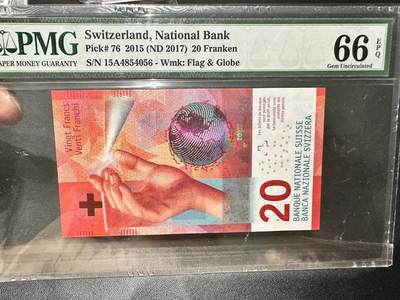 PMG
PAPER MONEY GUARANTY
Switzerland, National Bank
Pick# 76 2015 (ND 2017) 20 Franken
S/N 15A4854056 - Wmk: Flag & Globe
66 EPQ
Gem Uncirculated
Vingt Francs
Venti Franchi
20
BANQUE NATIONALE SUISSE
BANCA NAZIONALE SVIZZERA